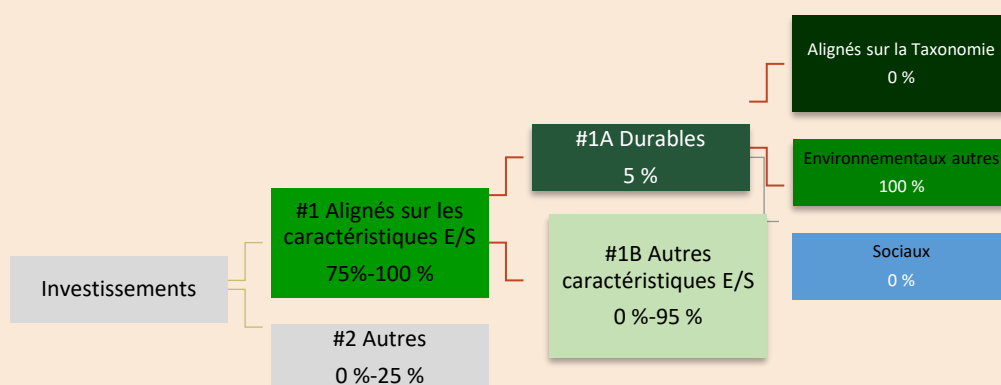 Investissements
#1 Alignés sur les
caractéristiques E/S
75%-100 %
#2 Autres
0 %-25 %
#1A Durables
5 %
#1B Autres
caractéristiques E/S
0 %-95 %
Alignés sur la Taxonomie
0 %
Environnementaux autres
100 %
Sociaux
0 %